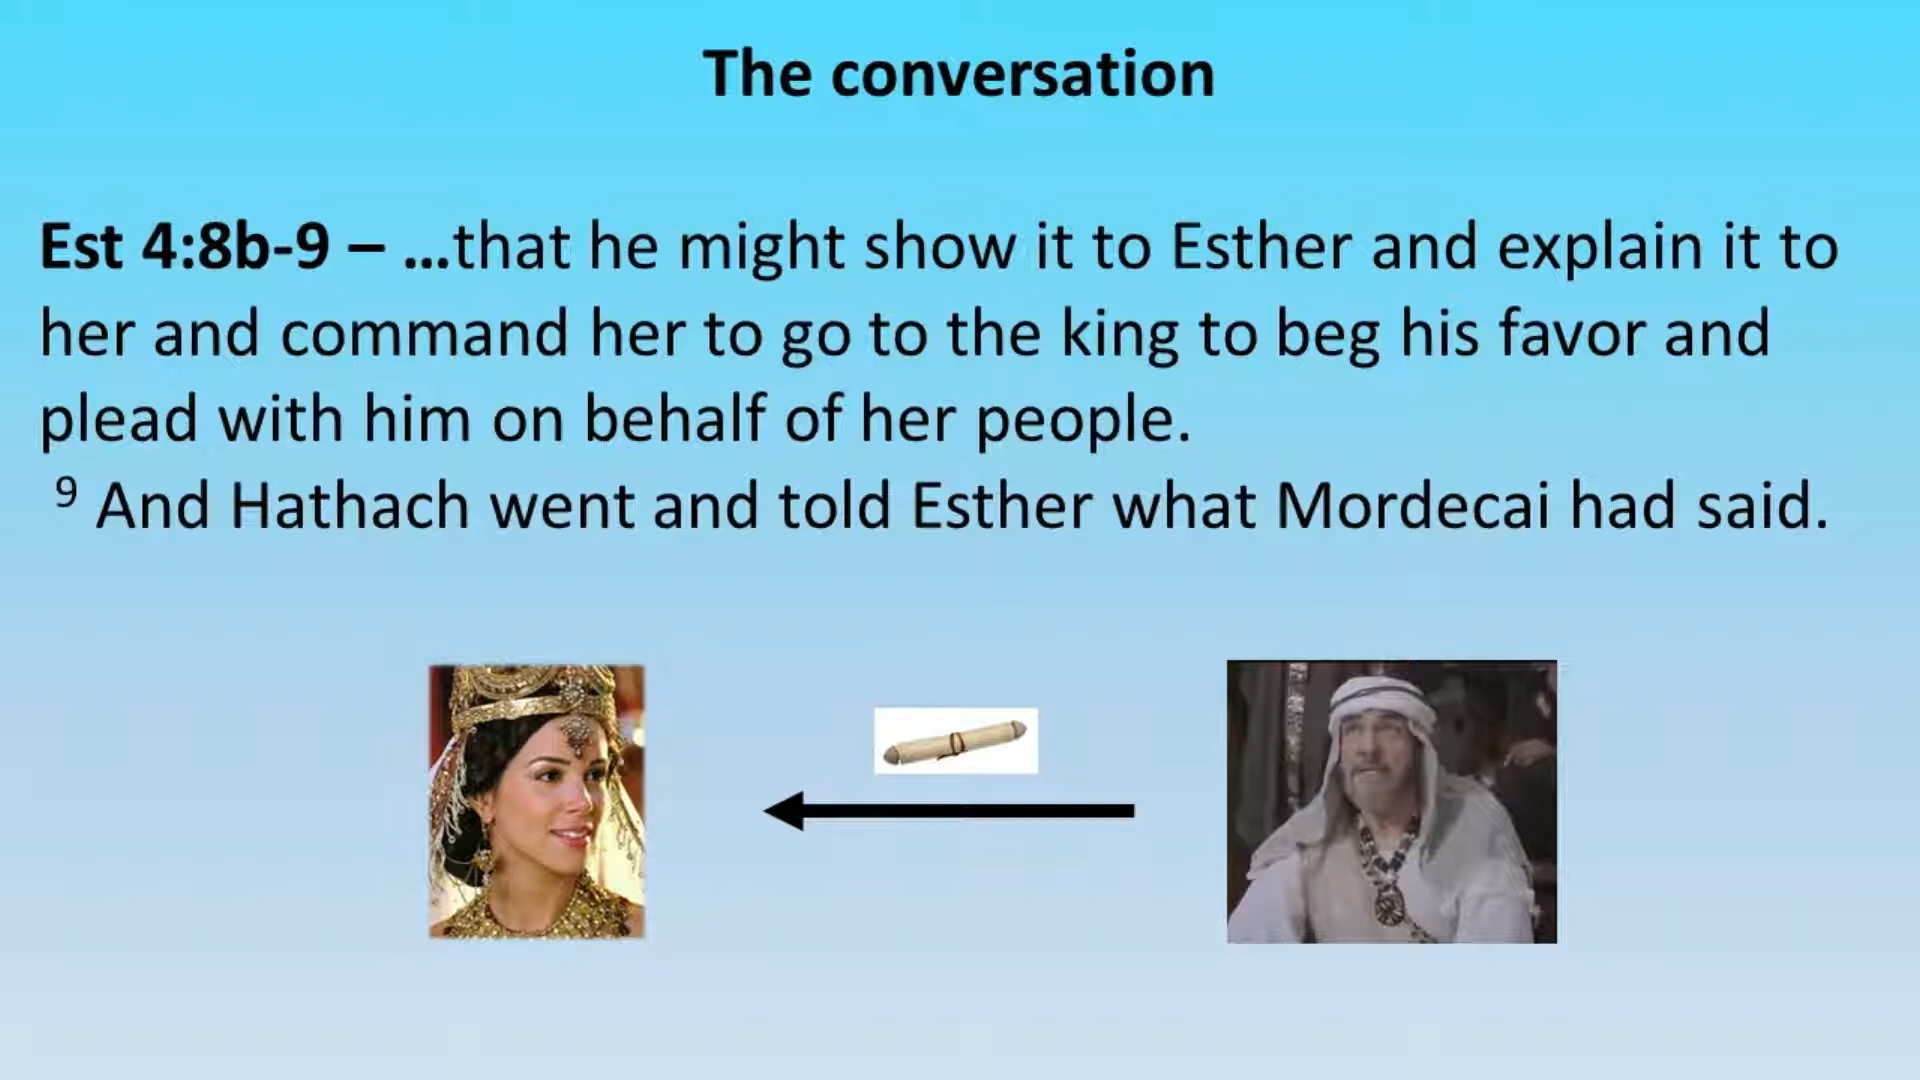 The conversation
Est 4:8b-9 – …that he might show it to Esther and explain it to
her and command her to go to the king to beg his favor and
plead with him on behalf of her people.
9 And Hathach went and told Esther what Mordecai had said.